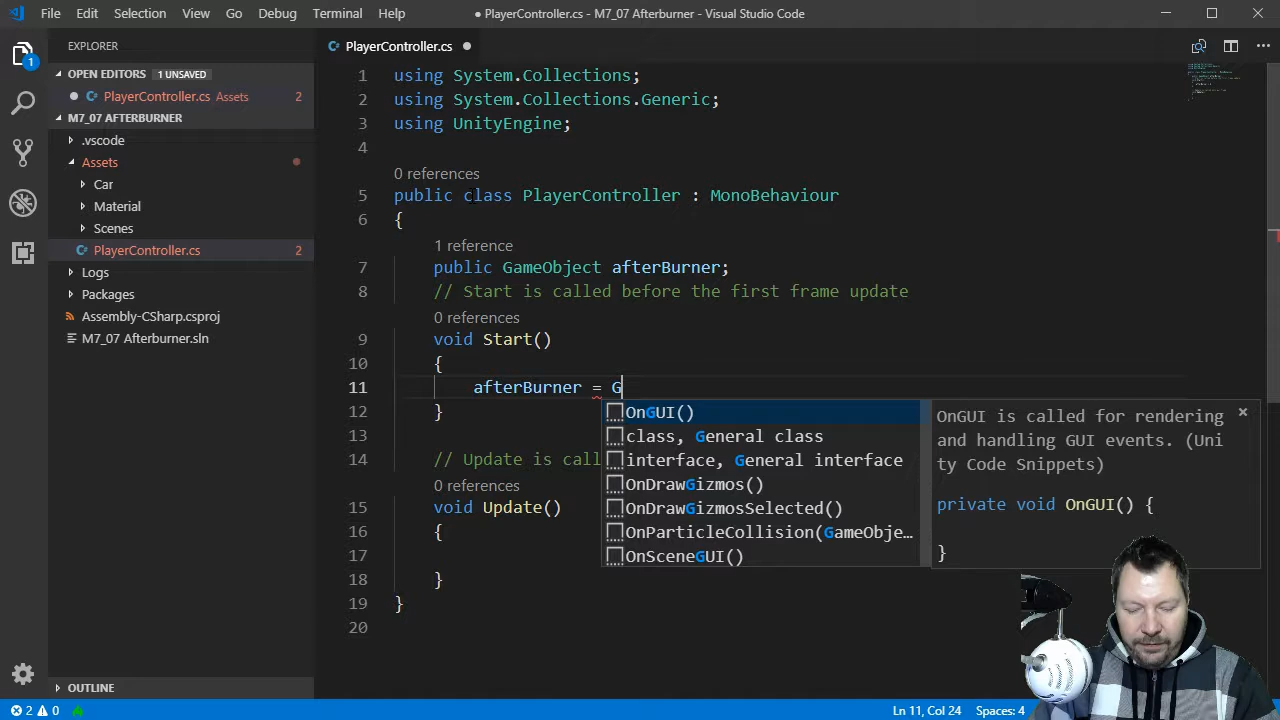 File Edit Selection View Go Debug Terminal Help
● PlayerController.cs - M7_07 Afterburner - Visual Studio Code
EXPLORER
OPEN EDITORS 1 UNSAVED
PlayerController.cs Assets 2
M7_07 AFTERBURNER
.vscode
Assets
Car
Material
Scenes
PlayerController.cs 2
Logs
Packages
Assembly-CSharp.csproj
M7_07 Afterburner.sln
OUTLINE
1
PlayerController.cs
1 using System.Collections;
2 using System.Collections.Generic;
3 using UnityEngine;
4
0 references
5 public class PlayerController : MonoBehaviour
6 {
1 reference
7 public GameObject afterBurner;
8 // Start is called before the first frame update
0 references
9 void Start()
10 {
11 afterBurner = G
12 }
13
14 // Update is call
0 references
15 void Update()
16 {
17
18 }
19 }
20
OnGUI()
class, General class
interface, General interface
OnDrawGizmos()
OnDrawGizmosSelected()
OnParticleCollision(GameObje…
OnSceneGUI()
OnGUI is called for rendering
and handling GUI events. (Uni
ty Code Snippets)
private void OnGUI() {
}
2 0
Ln 11, Col 24 Spaces: 4